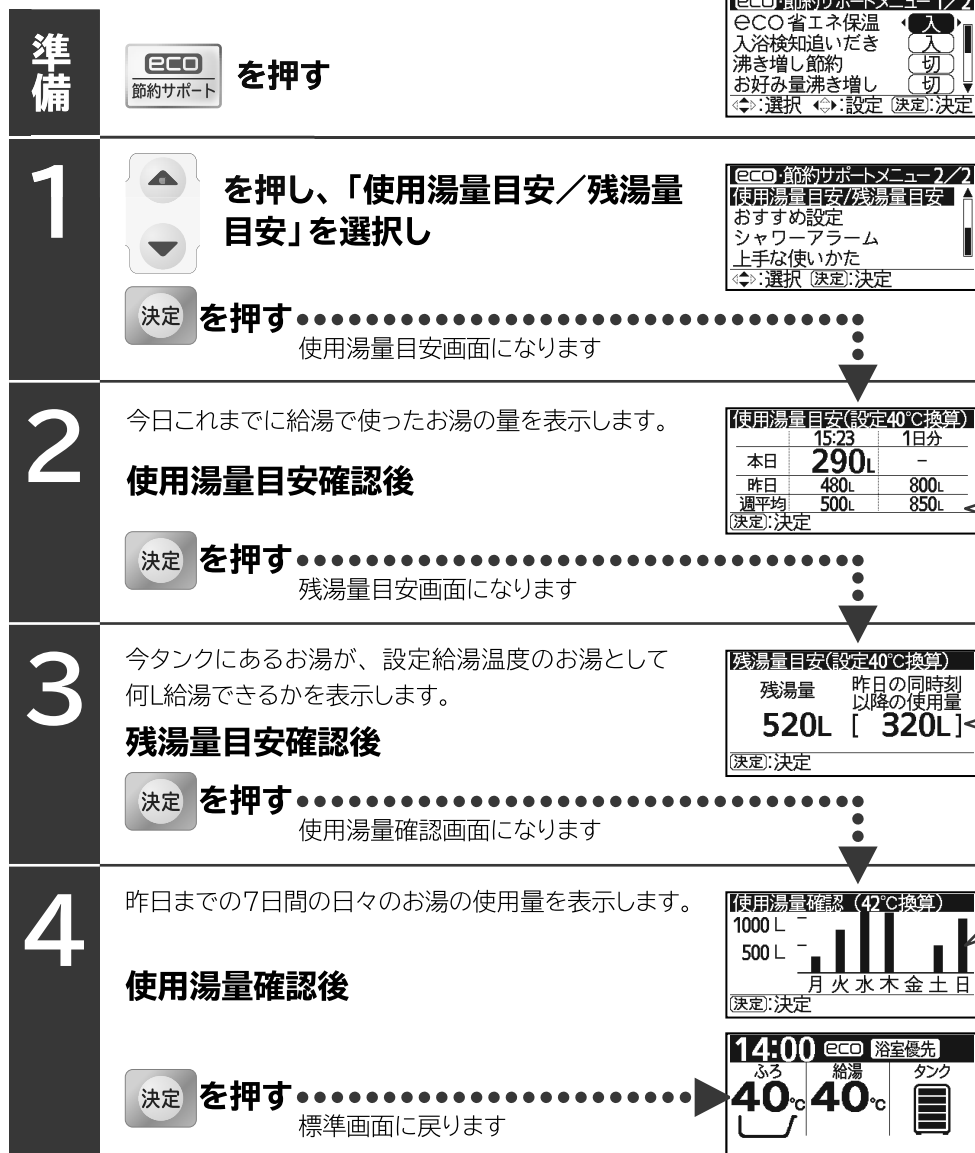 準備
eco
節約サポート
を押す
eco・節約サポートメニュー 1/2
eco省エネ保温 入
入浴検知追いだき 入
沸き増し節約 切
お好み量沸き増し 切
:選択 :設定 決定:決定
1
を押し、「使用湯量目安／残湯量
目安」を選択し
決定 を押す
使用湯量目安画面になります
eco・節約サポートメニュー 2/2
使用湯量目安/残湯量目安
おすすめ設定
シャワーアラーム
上手な使いかた
:選択 決定:決定
2
今日これまでに給湯で使ったお湯の量を表示します。
使用湯量目安確認後
決定 を押す
残湯量目安画面になります
使用湯量目安(設定40℃換算)
15:23 1日分
本日 290L －
昨日 480L 800L
週平均 500L 850L
決定:決定
3
今タンクにあるお湯が、設定給湯温度のお湯として
何L給湯できるかを表示します。
残湯量目安確認後
決定 を押す
使用湯量確認画面になります
残湯量目安(設定40℃換算)
残湯量 昨日の同時刻
以降の使用量
520L [ 320L]
決定:決定
4
昨日までの7日間の日々のお湯の使用量を表示します。
使用湯量確認後
決定 を押す
標準画面に戻ります
使用湯量確認 (42℃換算)
1000 L
500 L
月 火 水 木 金 土 日
決定:決定
14:00 eco 浴室優先
ふろ 給湯 タンク
40℃ 40℃